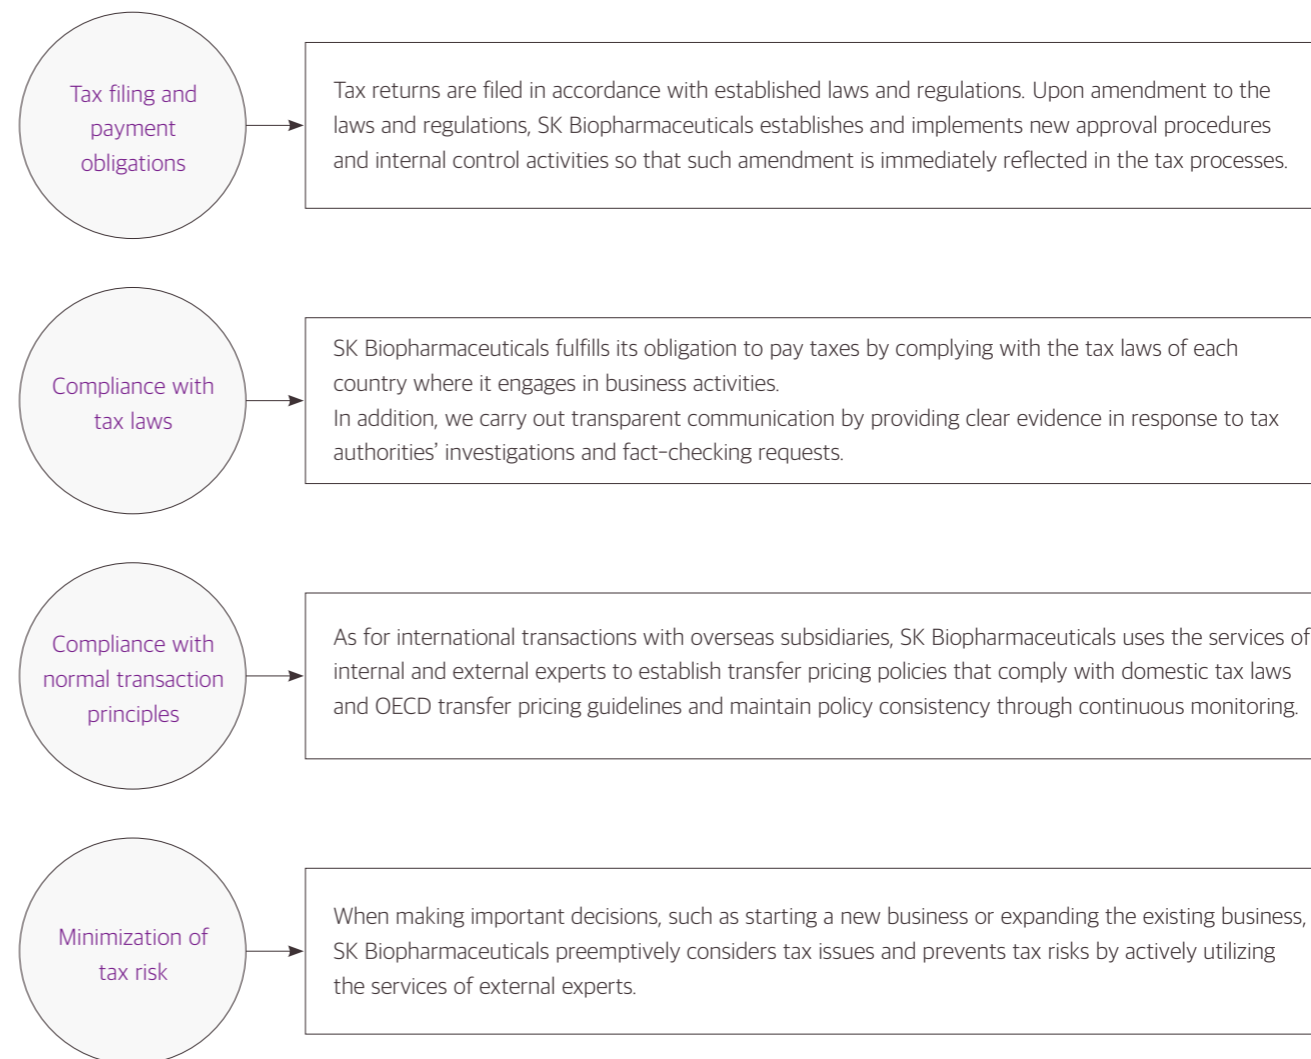 Tax filing and
payment
obligations
Tax returns are filed in accordance with established laws and regulations. Upon amendment to the
laws and regulations, SK Biopharmaceuticals establishes and implements new approval procedures
and internal control activities so that such amendment is immediately reflected in the tax processes.
Compliance with
tax laws
SK Biopharmaceuticals fulfills its obligation to pay taxes by complying with the tax laws of each
country where it engages in business activities.
In addition, we carry out transparent communication by providing clear evidence in response to tax
authorities’ investigations and fact-checking requests.
Compliance with
normal transaction
principles
As for international transactions with overseas subsidiaries, SK Biopharmaceuticals uses the services of
internal and external experts to establish transfer pricing policies that comply with domestic tax laws
and OECD transfer pricing guidelines and maintain policy consistency through continuous monitoring.
Minimization of
tax risk
When making important decisions, such as starting a new business or expanding the existing business,
SK Biopharmaceuticals preemptively considers tax issues and prevents tax risks by actively utilizing
the services of external experts.